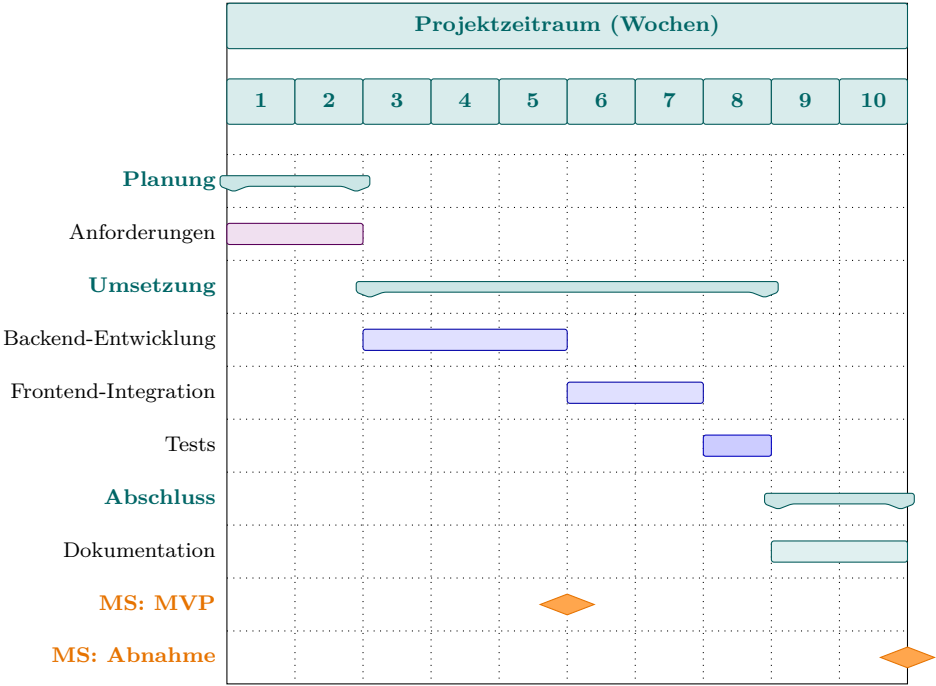 Projektzeitraum (Wochen)
1 2 3 4 5 6 7 8 9 10
Planung
Anforderungen
Umsetzung
Backend-Entwicklung
Frontend-Integration
Tests
Abschluss
Dokumentation
MS: MVP
MS: Abnahme